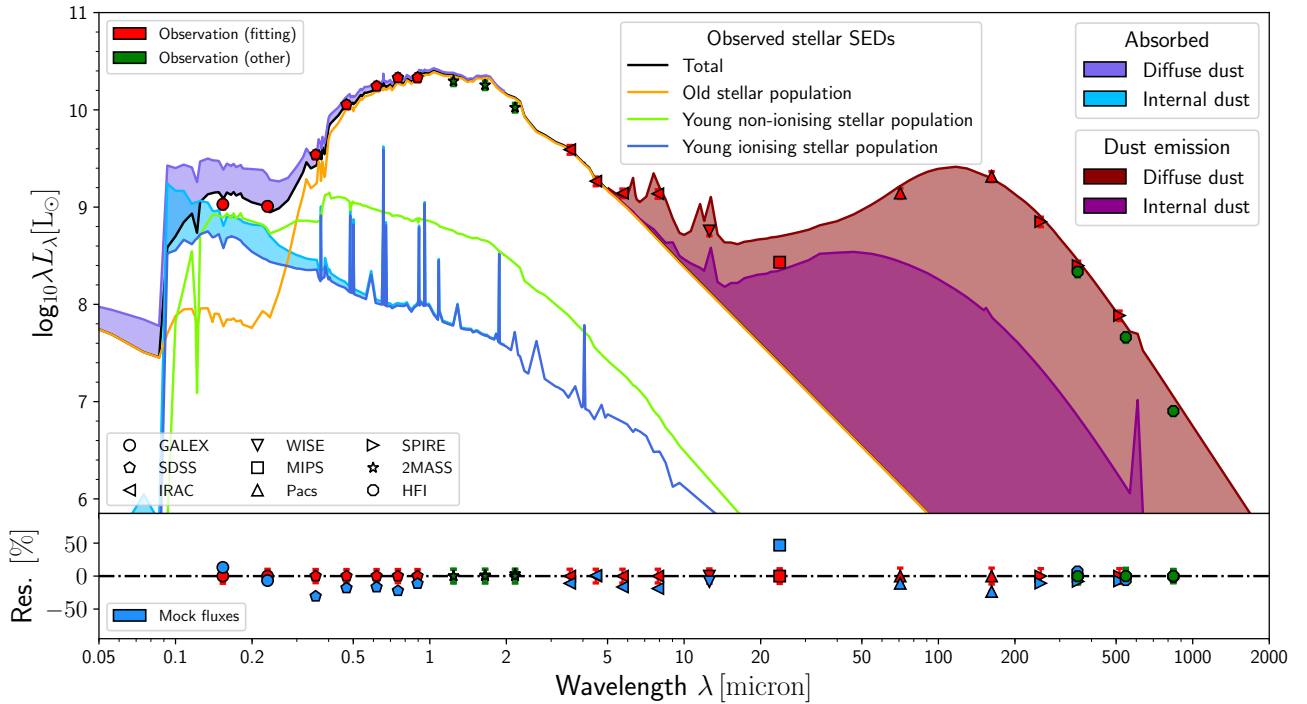 11
10
9
8
7
6
log₁₀λL_λ[L_☉]
Observation (fitting)
Observation (other)
Observed stellar SEDs
Total
Old stellar population
Young non-ionising stellar population
Young ionising stellar population
Absorbed
Diffuse dust
Internal dust
Dust emission
Diffuse dust
Internal dust
GALEX WISE SPIRE
SDSS MIPS 2MASS
IRAC Pacs HFI
50
0
−50
Res. [%]
Mock fluxes
0.05 0.1 0.2 0.5 1 2 5 10 20 50 100 200 500 1000 2000
Wavelength λ [micron]